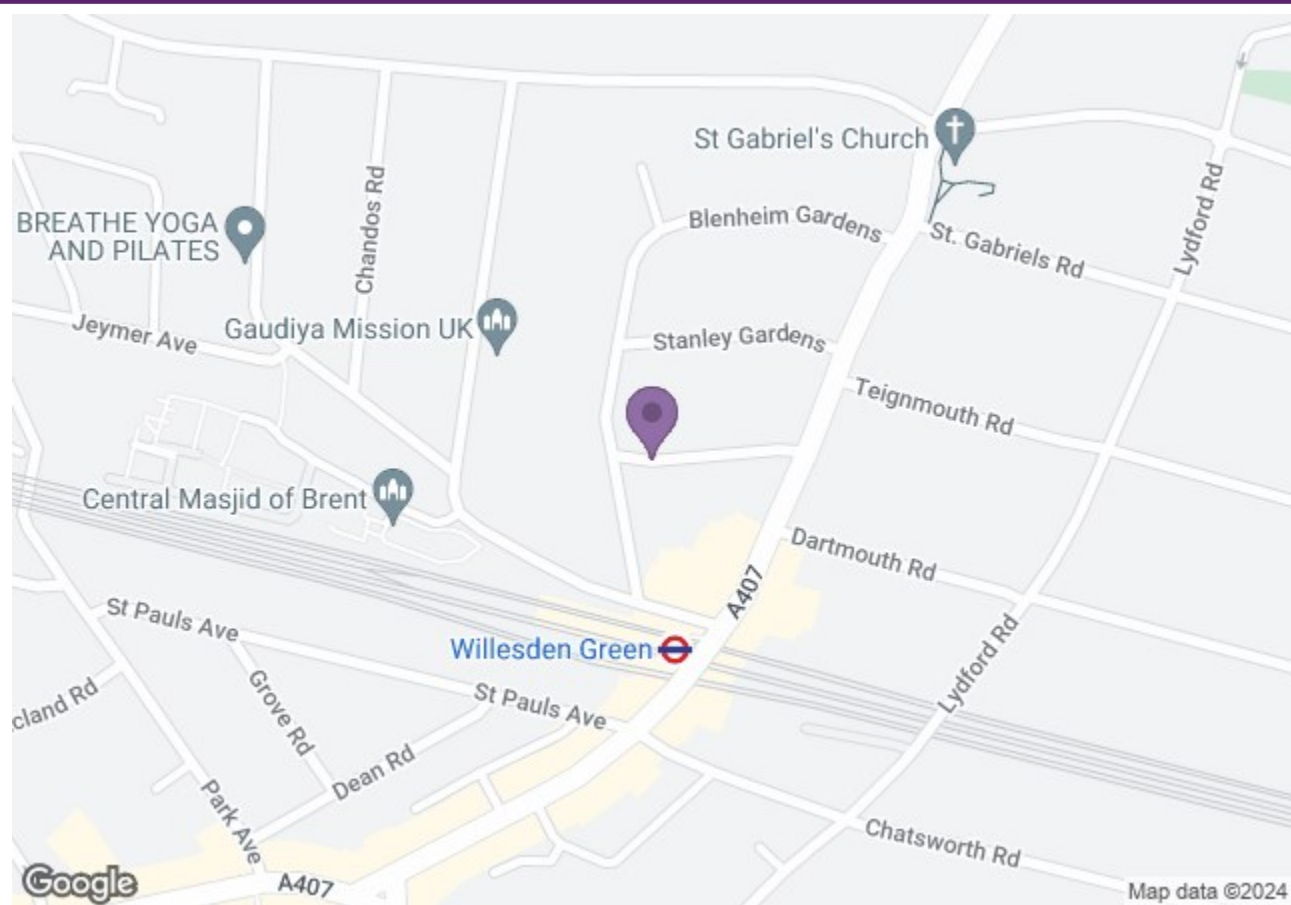 St Gabriel's Church
Chandos Rd
Lydford Rd
BREATHE YOGA
AND PILATES
Blenheim Gardens
St. Gabriels Rd
Jeymer Ave
Gaudiya Mission UK
Stanley Gardens
Teignmouth Rd
Central Masjid of Brent
Dartmouth Rd
A407
St Pauls Ave
Willesden Green
Lydford Rd
cland Rd
Grove Rd
St Pauls Ave
Dean Rd
Park Ave
Chatsworth Rd
Google
A407
Map data ©2024